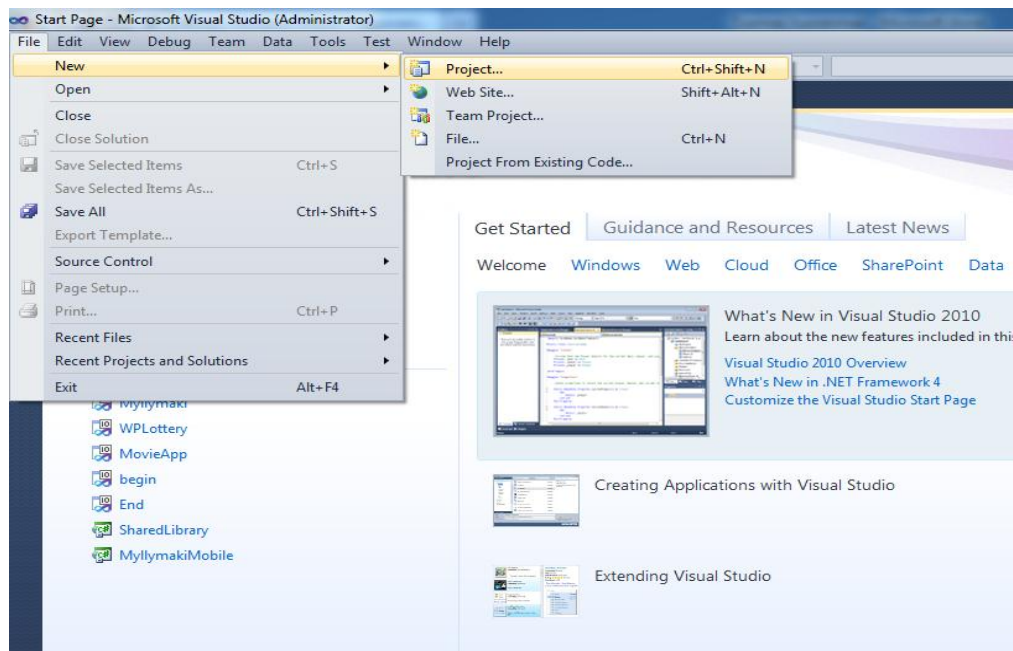 Start Page - Microsoft Visual Studio (Administrator)
File Edit View Debug Team Data Tools Test Window Help
New
Open
Close
Close Solution
Save Selected Items Ctrl+S
Save Selected Items As...
Save All Ctrl+Shift+S
Export Template...
Source Control
Page Setup...
Print... Ctrl+P
Recent Files
Recent Projects and Solutions
Exit Alt+F4
Project... Ctrl+Shift+N
Web Site... Shift+Alt+N
Team Project...
File... Ctrl+N
Project From Existing Code...
Myllymaki
WPLottery
MovieApp
begin
End
SharedLibrary
MyllymakiMobile
Get Started Guidance and Resources Latest News
Welcome Windows Web Cloud Office SharePoint Data
What's New in Visual Studio 2010
Learn about the new features included in thi
Visual Studio 2010 Overview
What's New in .NET Framework 4
Customize the Visual Studio Start Page
Creating Applications with Visual Studio
Extending Visual Studio